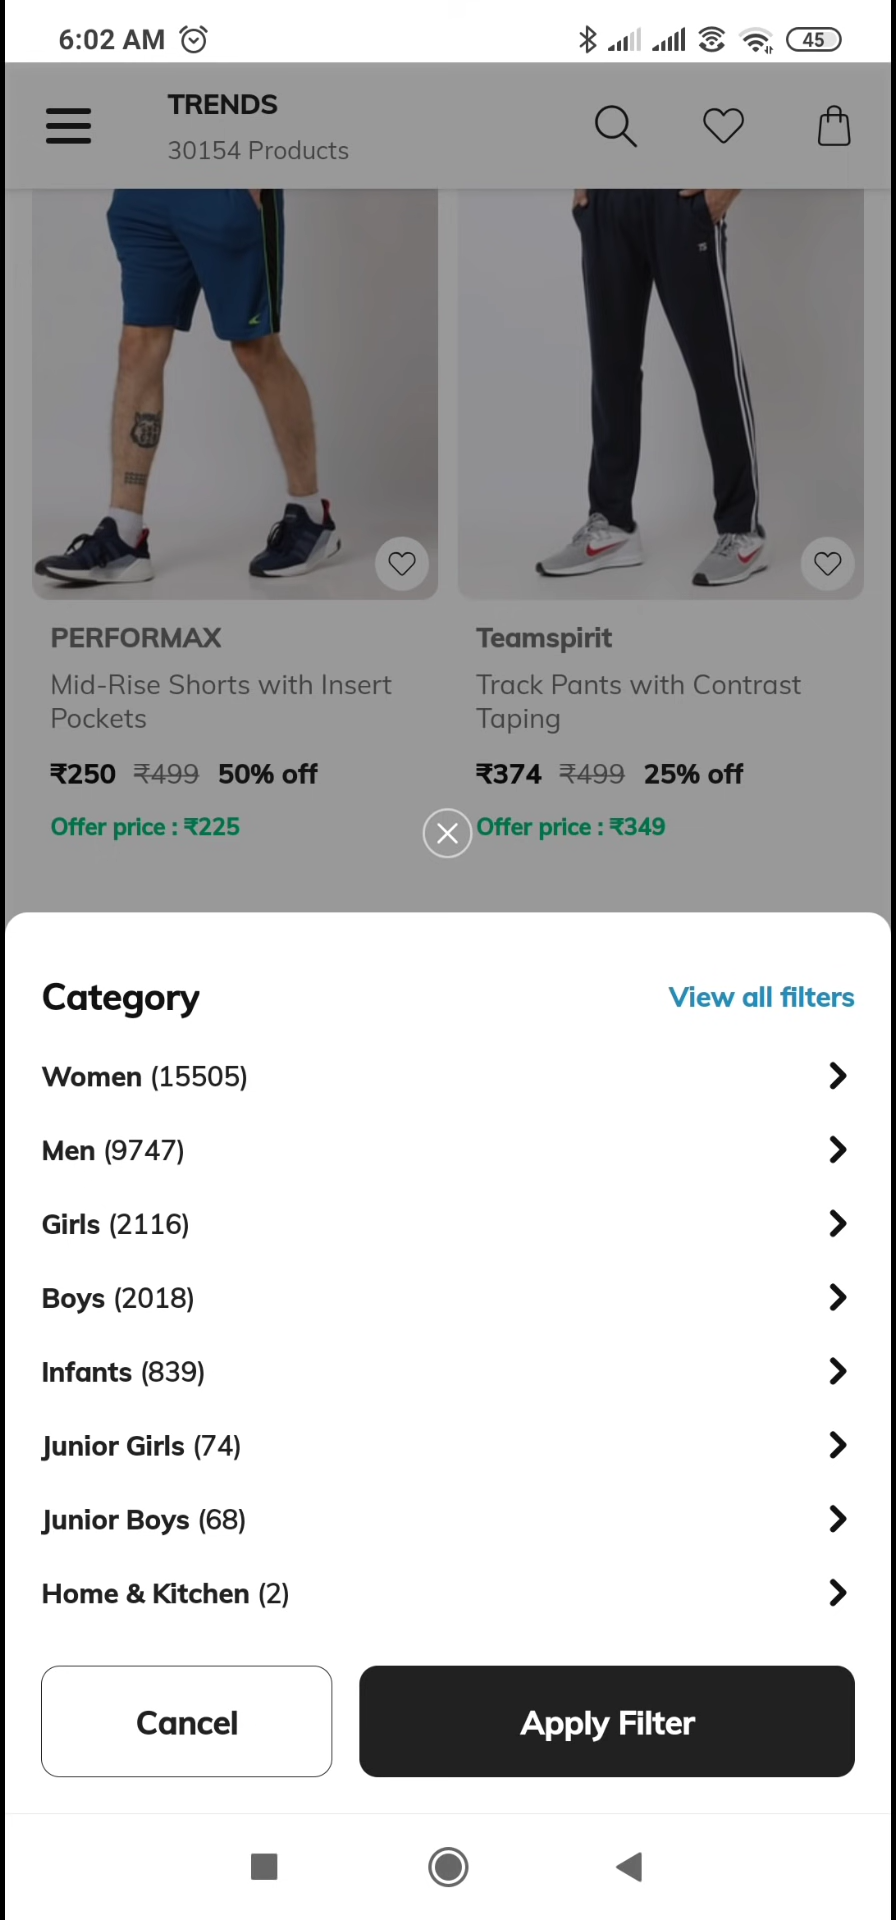 6:02 AM
45
TRENDS
30154 Products
PERFORMAX
Mid-Rise Shorts with Insert
Pockets
₹250 ₹499 50% off
Offer price : ₹225
Teamspirit
Track Pants with Contrast
Taping
₹374 ₹499 25% off
Offer price : ₹349
Category
View all filters
Women (15505)
Men (9747)
Girls (2116)
Boys (2018)
Infants (839)
Junior Girls (74)
Junior Boys (68)
Home & Kitchen (2)
Cancel
Apply Filter